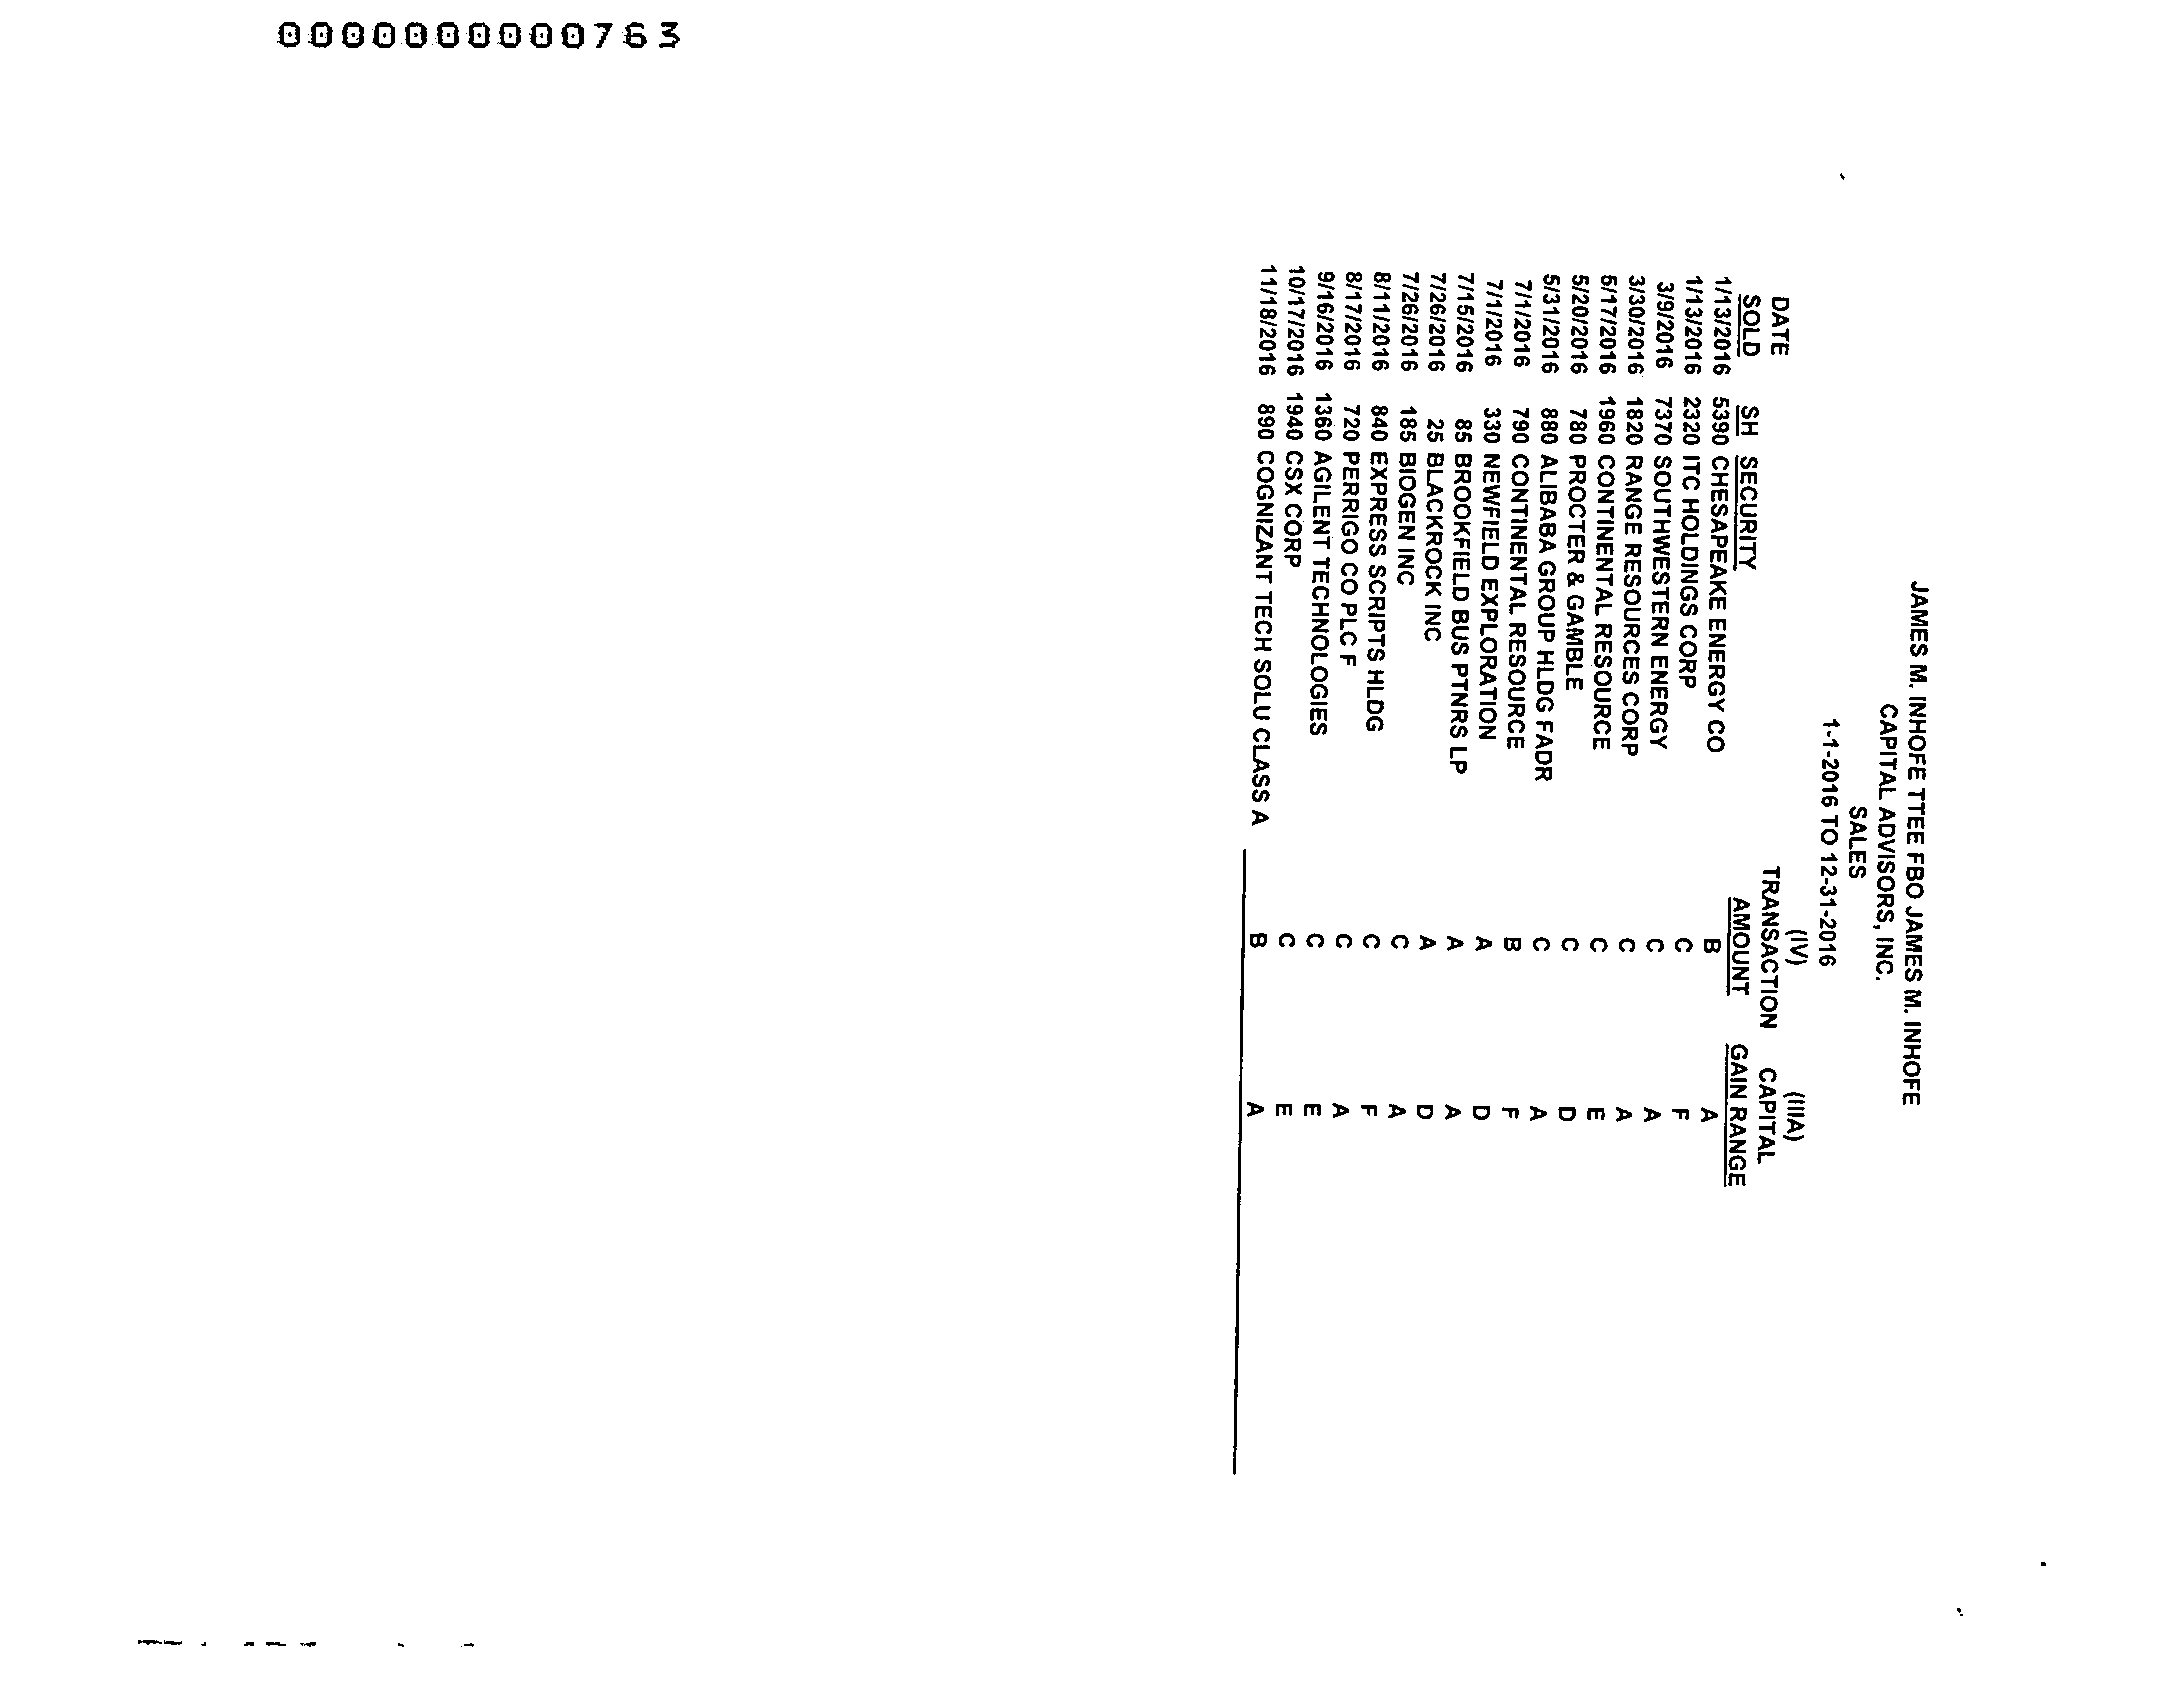 0000000000763
JAMES M. INHOFE TTEE FBO JAMES M. INHOFE
CAPITAL ADVISORS, INC.
SALES
1-1-2016 TO 12-31-2016
(IV) (IIIA)
DATE TRANSACTION CAPITAL
SOLD SH SECURITY AMOUNT GAIN RANGE
1/13/2016 5390 CHESAPEAKE ENERGY CO B A
1/13/2016 2320 ITC HOLDINGS CORP C F
3/9/2016 7370 SOUTHWESTERN ENERGY C A
3/30/2016 1820 RANGE RESOURCES CORP C A
5/17/2016 1960 CONTINENTAL RESOURCE C E
5/20/2016 780 PROCTER & GAMBLE C D
5/31/2016 880 ALIBABA GROUP HLDG FADR C A
7/1/2016 790 CONTINENTAL RESOURCE B F
7/1/2016 330 NEWFIELD EXPLORATION A D
7/15/2016 85 BROOKFIELD BUS PTNRS LP A A
7/26/2016 25 BLACKROCK INC A D
7/26/2016 185 BIOGEN INC C A
8/11/2016 840 EXPRESS SCRIPTS HLDG C F
8/17/2016 720 PERRIGO CO PLC F C A
9/16/2016 1360 AGILENT TECHNOLOGIES C E
10/17/2016 1940 CSX CORP C E
11/18/2016 890 COGNIZANT TECH SOLU CLASS A B A